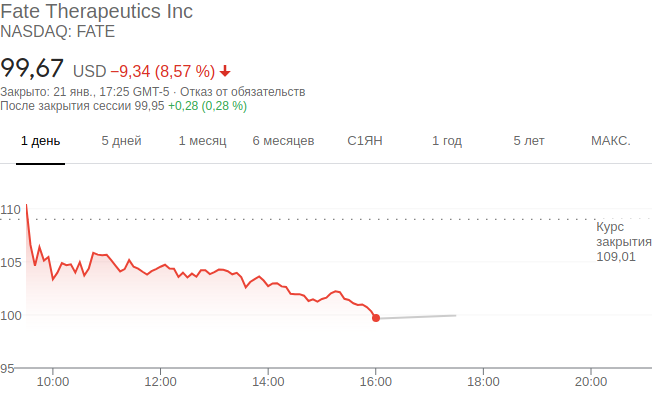 Fate Therapeutics Inc
NASDAQ: FATE
99,67 USD −9,34 (8,57 %)
Закрыто: 21 янв., 17:25 GMT-5 · Отказ от обязательств
После закрытия сессии 99,95 +0,28 (0,28 %)
1 день 5 дней 1 месяц 6 месяцев С1ЯН 1 год 5 лет МАКС.
110
Курс
закрытия
109,01
105
100
95
10:00 12:00 14:00 16:00 18:00 20:00